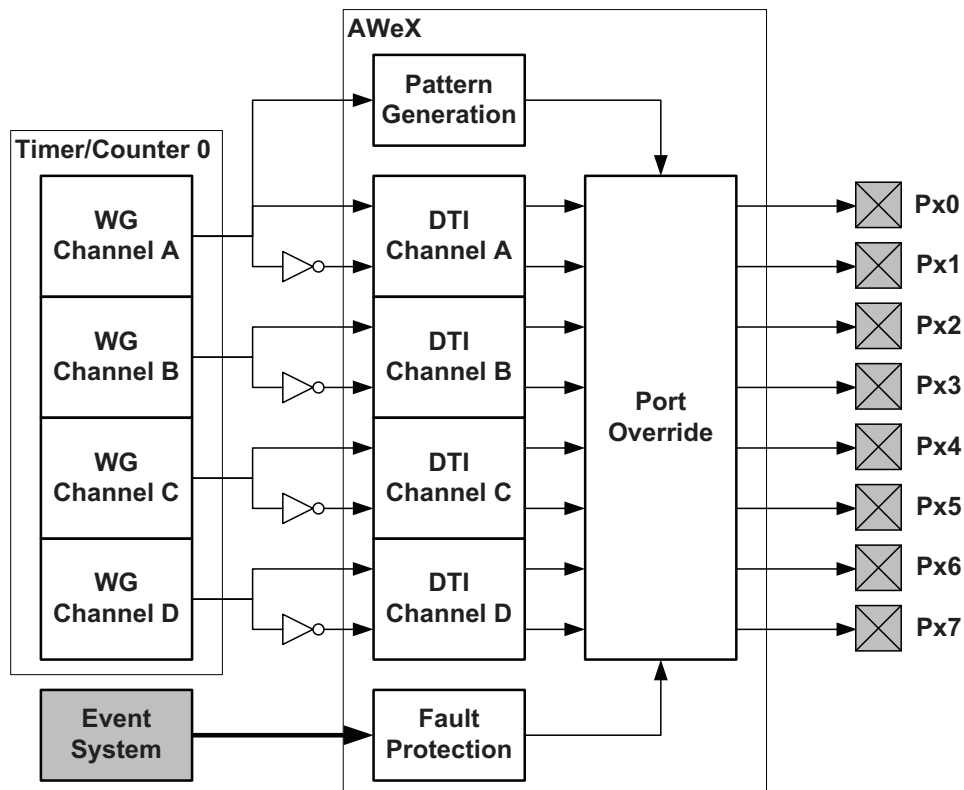 AWeX
Pattern
Generation
Timer/Counter 0
WG
Channel A
DTI
Channel A
WG
Channel B
DTI
Channel B
WG
Channel C
DTI
Channel C
WG
Channel D
DTI
Channel D
Port
Override
Px0
Px1
Px2
Px3
Px4
Px5
Px6
Px7
Event
System
Fault
Protection